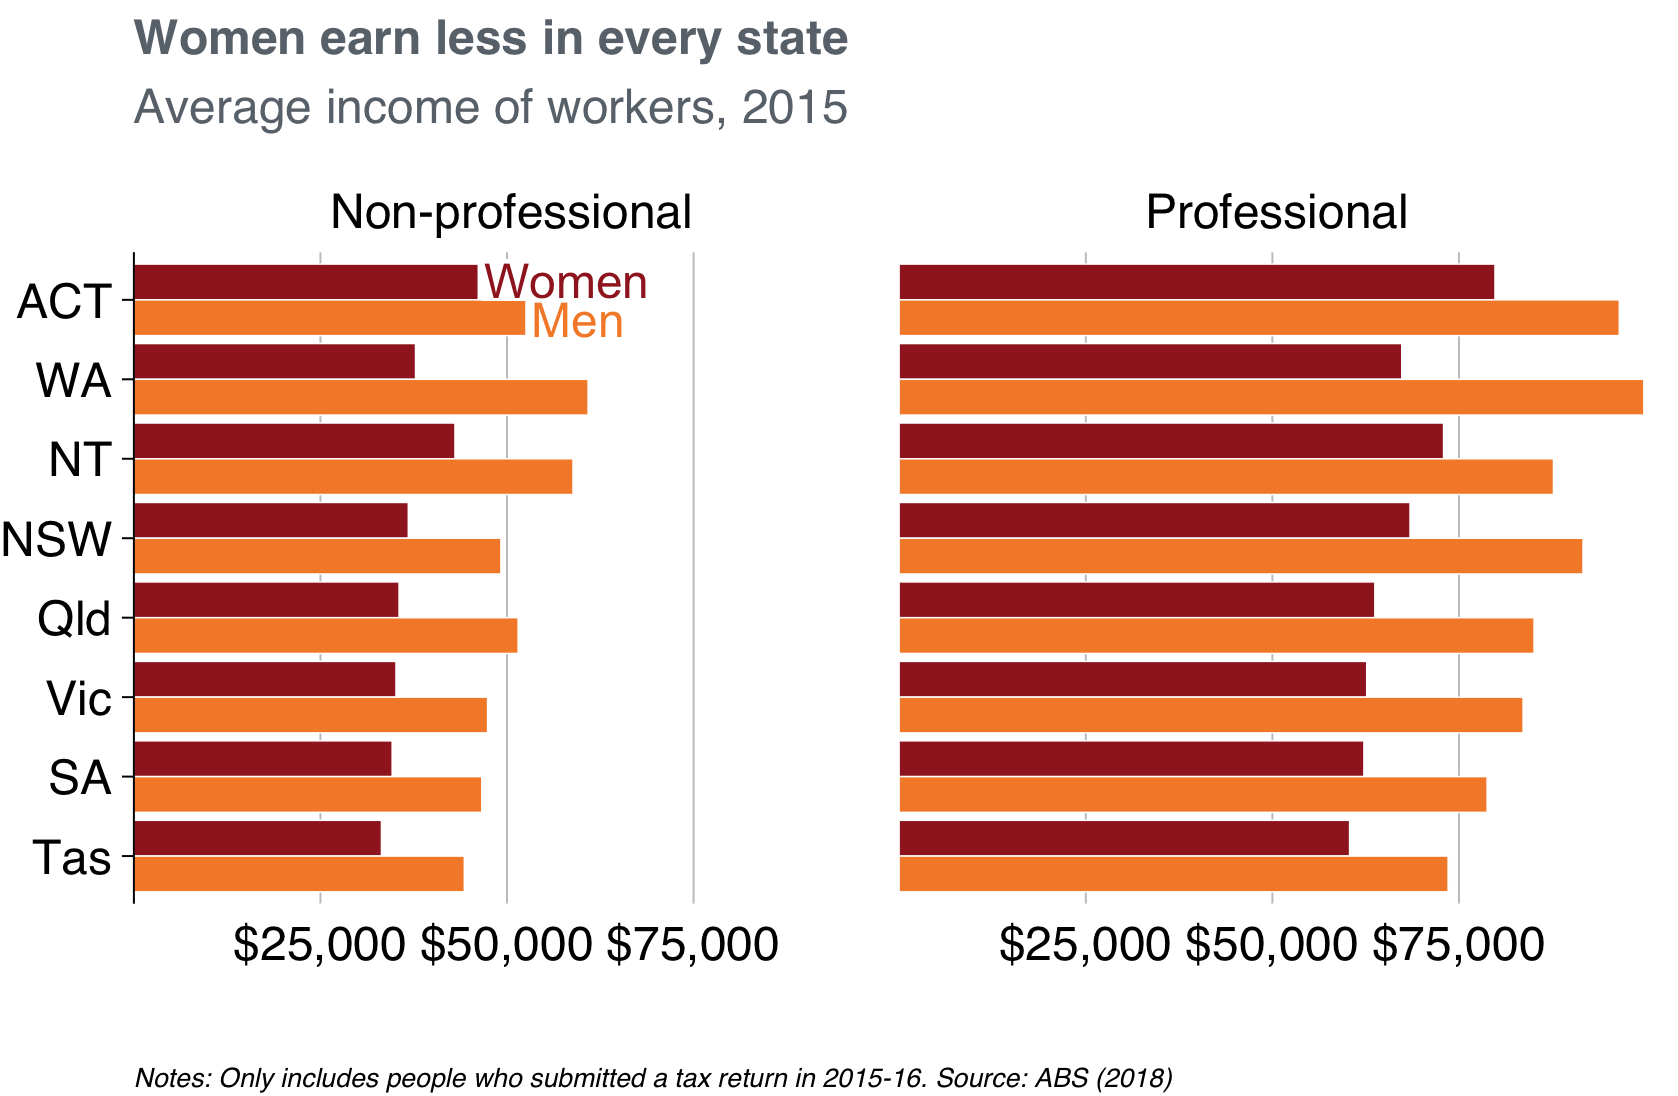 Women earn less in every state
Average income of workers, 2015
Non-professional
Professional
Women
Men
ACT
WA
NT
NSW
Qld
Vic
SA
Tas
$25,000 $50,000 $75,000
$25,000 $50,000 $75,000
Notes: Only includes people who submitted a tax return in 2015-16. Source: ABS (2018)